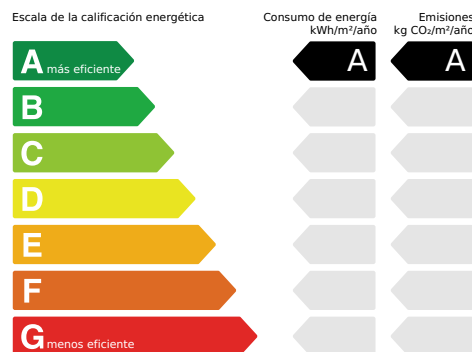 Escala de la calificación energética
Consumo de energía
kWh/m²/año
Emisiones
kg CO₂/m²/año
A más eficiente
A
A
B
C
D
E
F
G menos eficiente